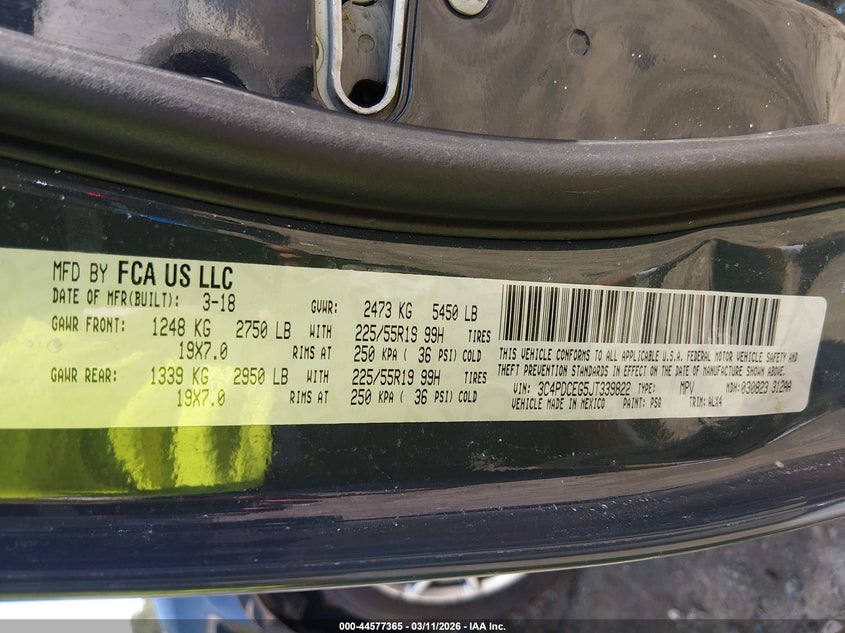 MFD BY FCA US LLC
DATE OF MFR(BUILT): 3-18 GVWR: 2473 KG 5450 LB
GAWR FRONT: 1248 KG 2750 LB WITH 225/55R19 99H TIRES
19X7.0 RIMS AT 250 KPA ( 36 PSI) COLD
GAWR REAR: 1339 KG 2950 LB WITH 225/55R19 99H TIRES
19X7.0 RIMS AT 250 KPA ( 36 PSI) COLD
THIS VEHICLE CONFORMS TO ALL APPLICABLE U.S.A. FEDERAL MOTOR VEHICLE SAFETY AND
THEFT PREVENTION STANDARDS IN EFFECT ON THE DATE OF MANUFACTURE SHOWN ABOVE.
VIN: 3C4PDCEG5JT339822 TYPE: MPV MDH: 030823 312AA
VEHICLE MADE IN MEXICO PAINT: PSQ TRIM: ALX4
000-44577365 | 03/11/2026 | © IAA Inc.